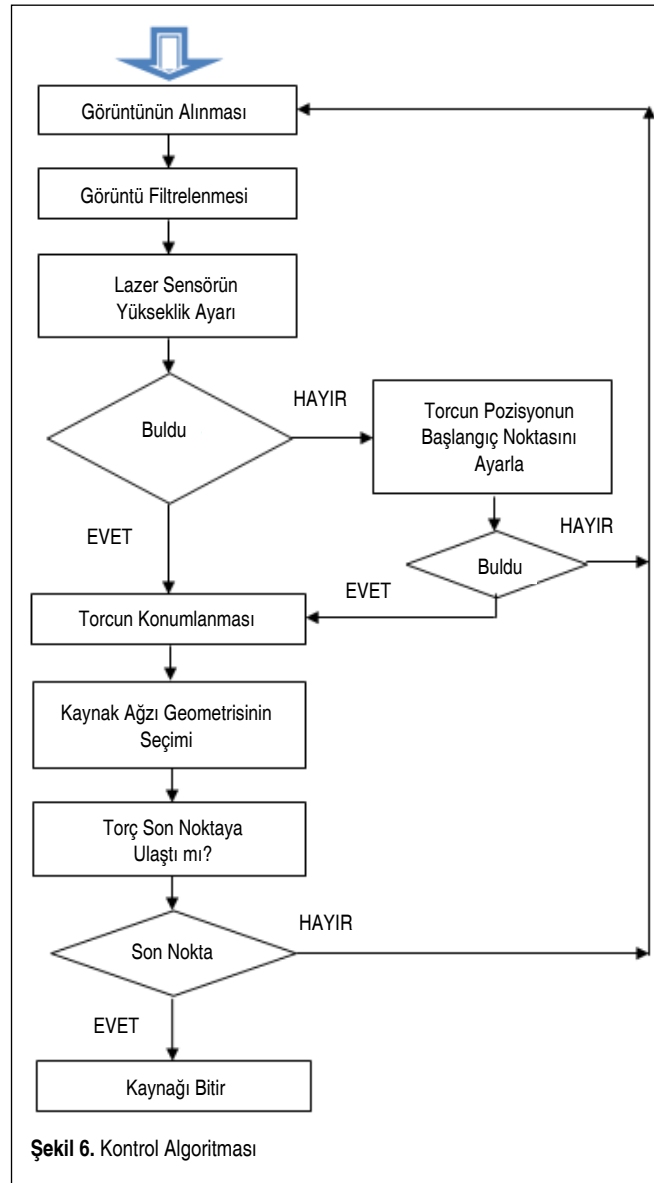 Görüntünün Alınması
Görüntü Filtrelenmesi
Lazer Sensörün
Yükseklik Ayarı
Buldu
HAYIR
Torcun Pozisyonun
Başlangıç Noktasını
Ayarla
EVET
Buldu
HAYIR
EVET
Torcun Konumlanması
Kaynak Ağzı Geometrisinin
Seçimi
Torç Son Noktaya
Ulaştı mı?
Son Nokta
HAYIR
EVET
Kaynağı Bitir
Şekil 6. Kontrol Algoritması